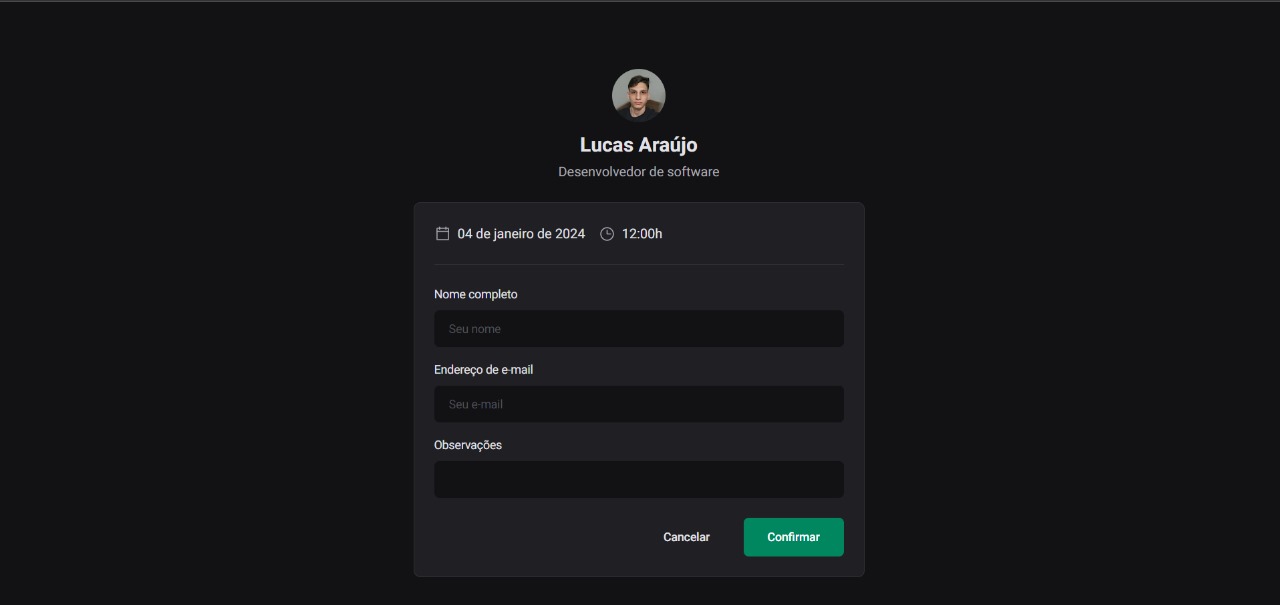 Lucas Araújo
Desenvolvedor de software
04 de janeiro de 2024 12:00h
Nome completo
Seu nome
Endereço de e-mail
Seu e-mail
Observações
Cancelar Confirmar